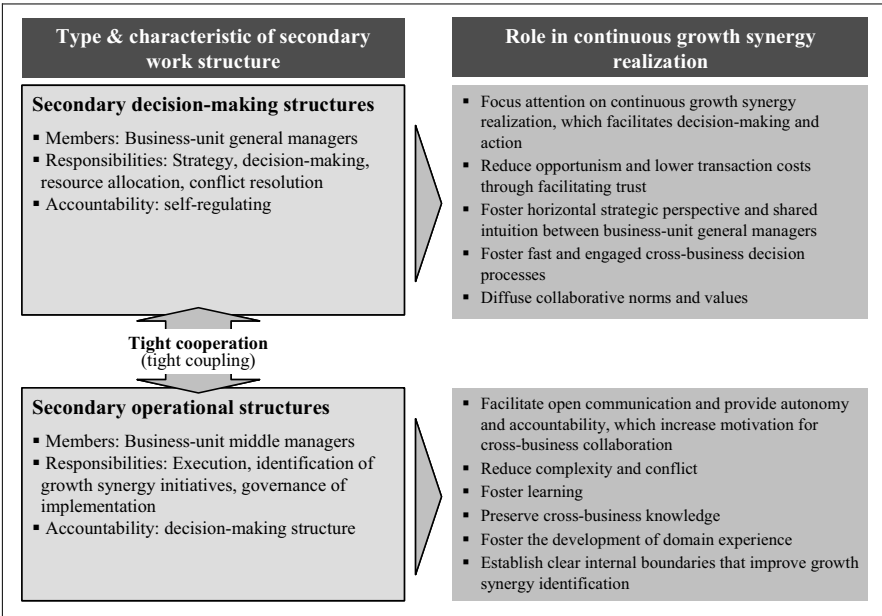 Type & characteristic of secondary
work structure
Role in continuous growth synergy
realization
Secondary decision-making structures
▪ Members: Business-unit general managers
▪ Responsibilities: Strategy, decision-making,
resource allocation, conflict resolution
▪ Accountability: self-regulating
▪ Focus attention on continuous growth synergy
realization, which facilitates decision-making and
action
▪ Reduce opportunism and lower transaction costs
through facilitating trust
▪ Foster horizontal strategic perspective and shared
intuition between business-unit general managers
▪ Foster fast and engaged cross-business decision
processes
▪ Diffuse collaborative norms and values
Tight cooperation
(tight coupling)
Secondary operational structures
▪ Members: Business-unit middle managers
▪ Responsibilities: Execution, identification of
growth synergy initiatives, governance of
implementation
▪ Accountability: decision-making structure
▪ Facilitate open communication and provide autonomy
and accountability, which increase motivation for
cross-business collaboration
▪ Reduce complexity and conflict
▪ Foster learning
▪ Preserve cross-business knowledge
▪ Foster the development of domain experience
▪ Establish clear internal boundaries that improve growth
synergy identification